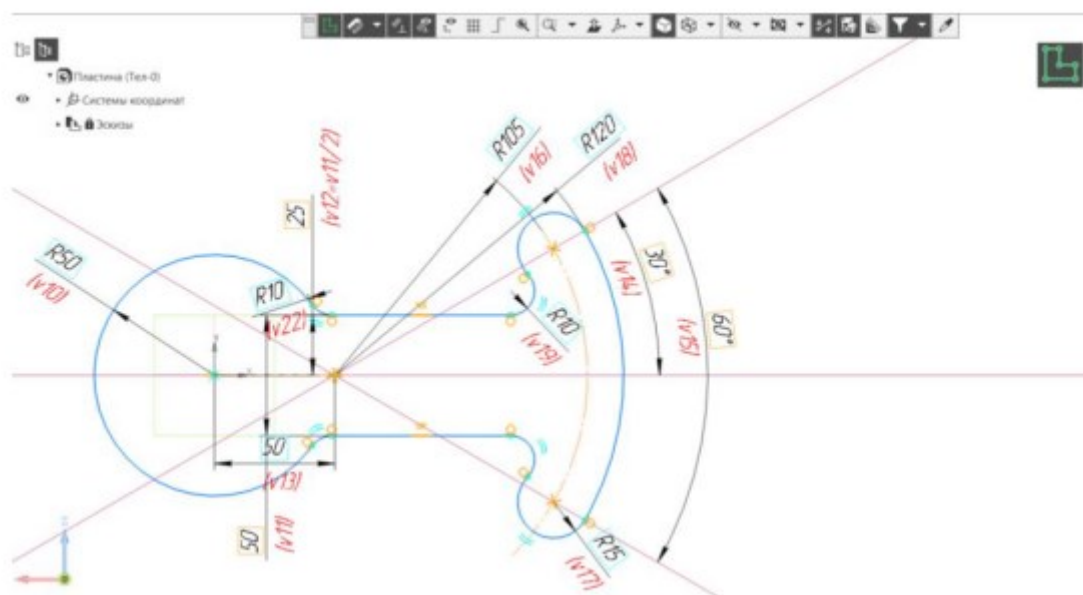 Пластина (Тел-0)
Системы координат
Эскизы
R105
(v16)
R120
(v18)
(v12=v11/2)
25
R50
(v10)
R10
(v22)
30°
(v14)
60°
(v15)
R10
(v19)
50
(v13)
50
(v11)
R15
(v17)